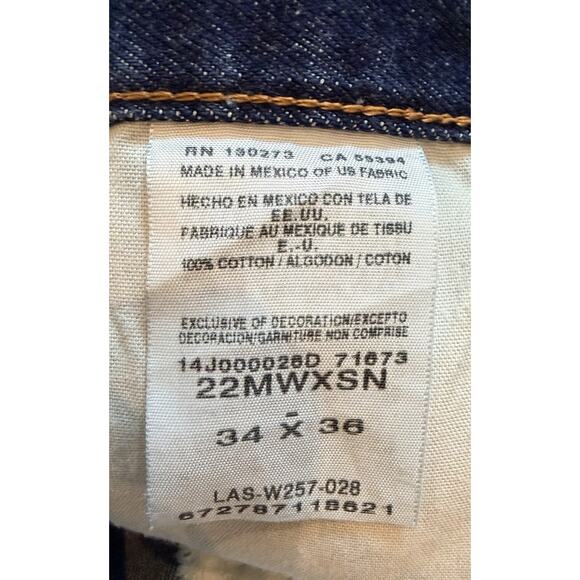 RN 130273 CA 55394
MADE IN MEXICO OF US FABRIC
HECHO EN MEXICO CON TELA DE
EE.UU.
FABRIQUE AU MEXIQUE DE TISSU
E.-U.
100% COTTON / ALGODON / COTON
EXCLUSIVE OF DECORATION/EXCEPTO
DECORACION/GARNITURE NON COMPRISE
14J000028D 71673
22MWXSN
-
34 X 36
LAS-W257-028
672787118621